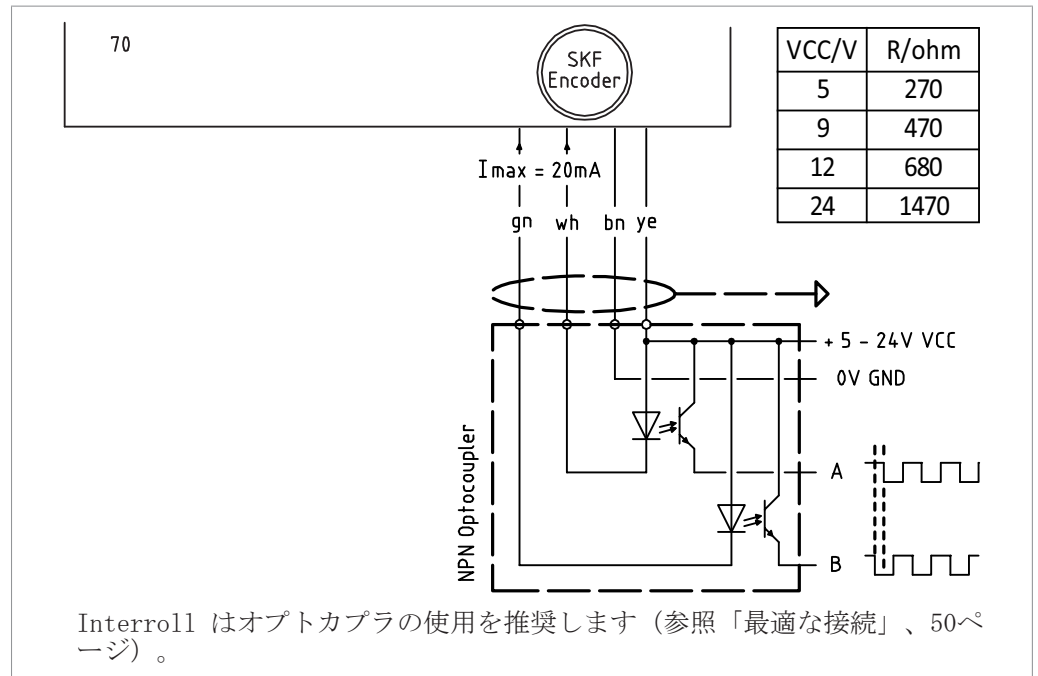 70
SKF
Encoder
VCC/V R/ohm
5 270
9 470
12 680
24 1470
Imax = 20mA
gn wh bn ye
+ 5 - 24V VCC
0V GND
NPN Optocoupler
A
B
Interroll はオプトカプラの使用を推奨します（参照「最適な接続」、50ペ
ージ）。